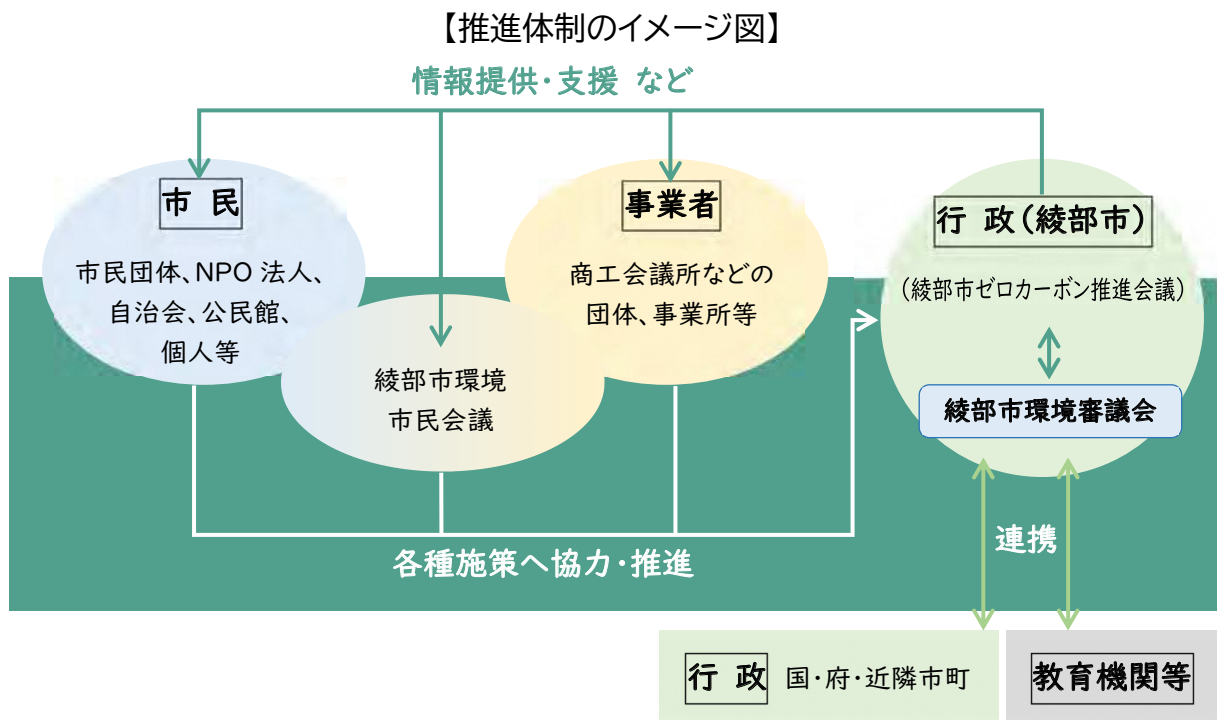 【推進体制のイメージ図】
情報提供・支援 など
市 民
市民団体、NPO 法人、
自治会、公民館、
個人等
事業者
商工会議所などの
団体、事業所等
綾部市環境
市民会議
行 政（綾部市）
（綾部市ゼロカーボン推進会議）
綾部市環境審議会
各種施策へ協力・推進
連携
行 政 国・府・近隣市町
教育機関等